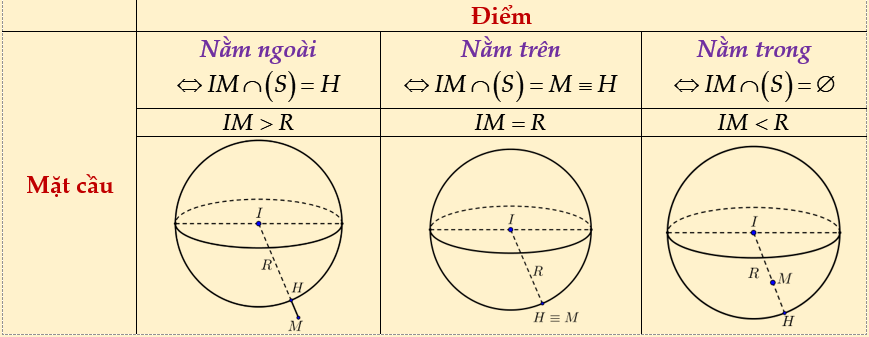 Điểm
Mặt cầu
Nằm ngoài
⇔ IM ∩ (S) = H
Nằm trên
⇔ IM ∩ (S) = M ≡ H
Nằm trong
⇔ IM ∩ (S) = ∅
IM > R
IM = R
IM < R
I
R
H
M
I
R
H ≡ M
I
R
M
H